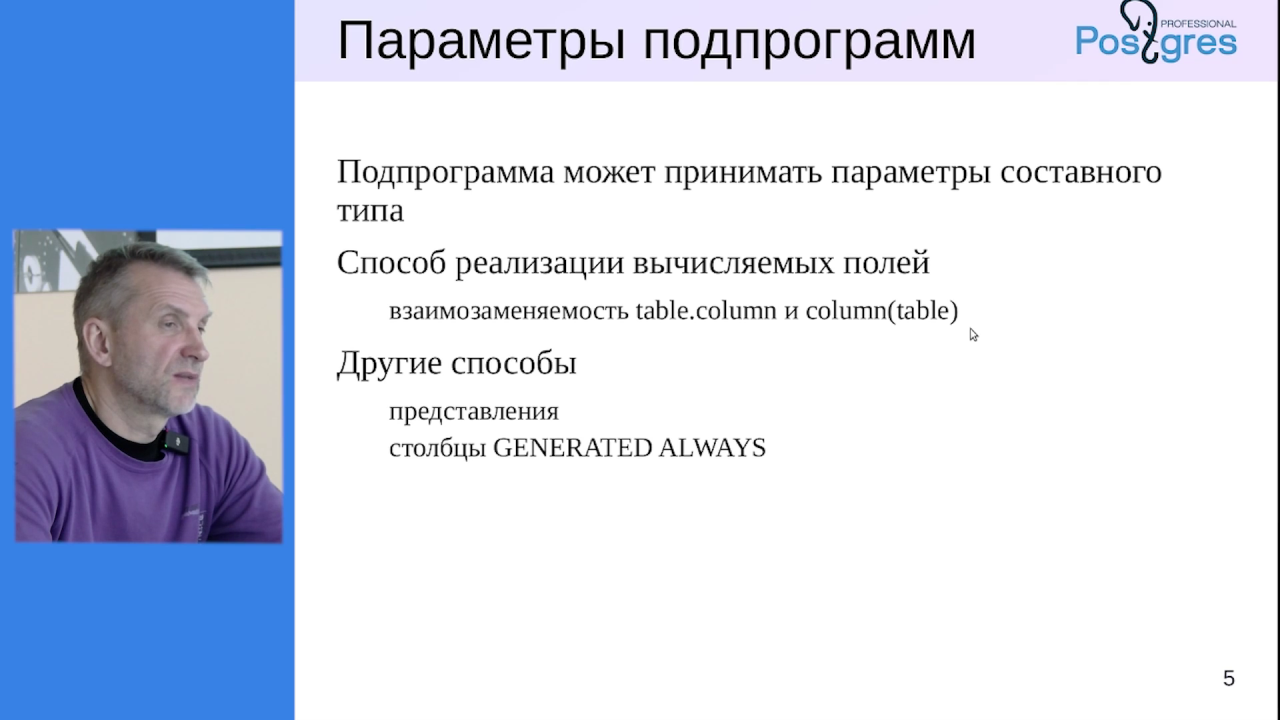 Параметры подпрограмм
PROFESSIONAL
Postgres
Подпрограмма может принимать параметры составного
типа
Способ реализации вычисляемых полей
взаимозаменяемость table.column и column(table)
Другие способы
представления
столбцы GENERATED ALWAYS
5